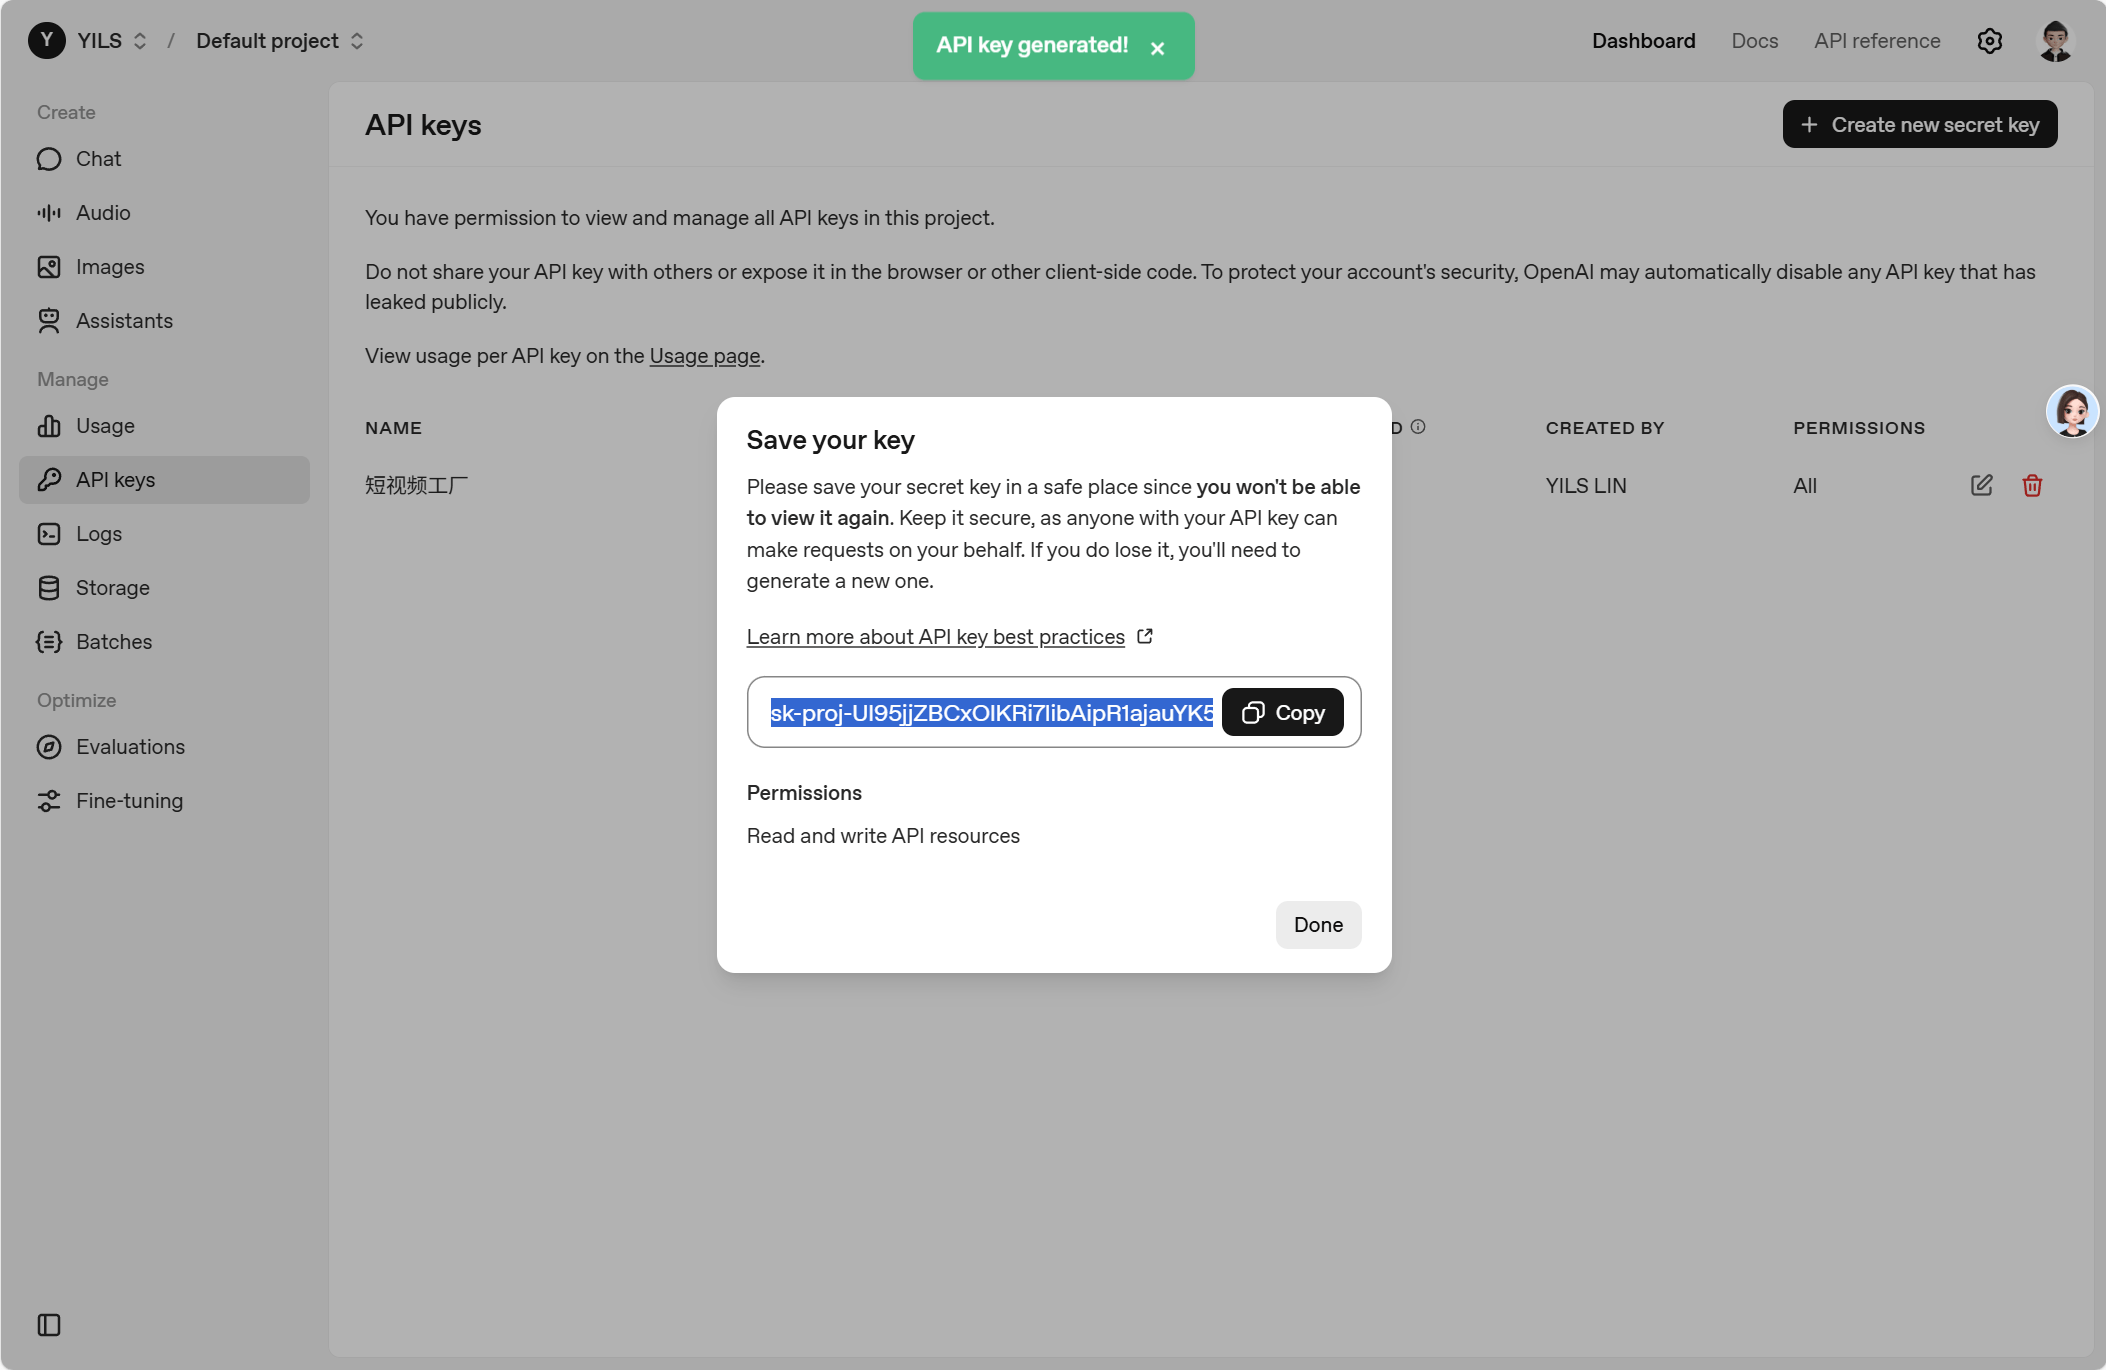 Y YILS / Default project
API key generated! ×
Dashboard Docs API reference
Create
Chat
Audio
Images
Assistants
Manage
Usage
API keys
Logs
Storage
Batches
Optimize
Evaluations
Fine-tuning
API keys
+ Create new secret key
You have permission to view and manage all API keys in this project.
Do not share your API key with others or expose it in the browser or other client-side code. To protect your account's security, OpenAI may automatically disable any API key that has
leaked publicly.
View usage per API key on the Usage page.
NAME D CREATED BY PERMISSIONS
短视频工厂 YILS LIN All
Save your key
Please save your secret key in a safe place since you won't be able
to view it again. Keep it secure, as anyone with your API key can
make requests on your behalf. If you do lose it, you'll need to
generate a new one.
Learn more about API key best practices
Copy
Permissions
Read and write API resources
Done